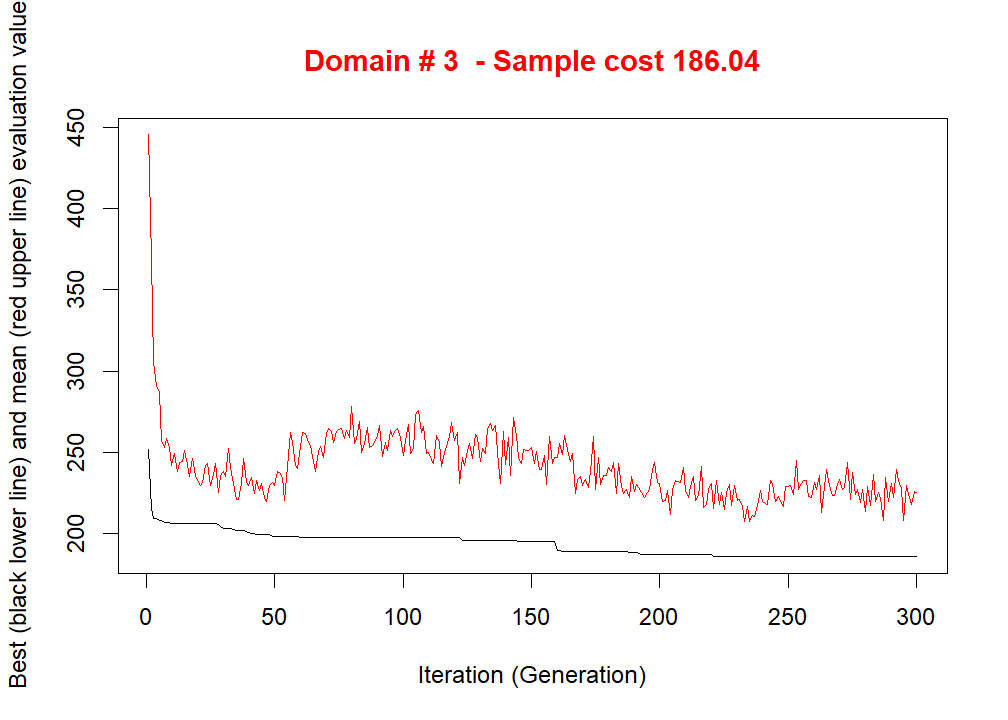 Domain # 3 - Sample cost 186.04
Best (black lower line) and mean (red upper line) evaluation value
450
400
350
300
250
200
0 50 100 150 200 250 300
Iteration (Generation)